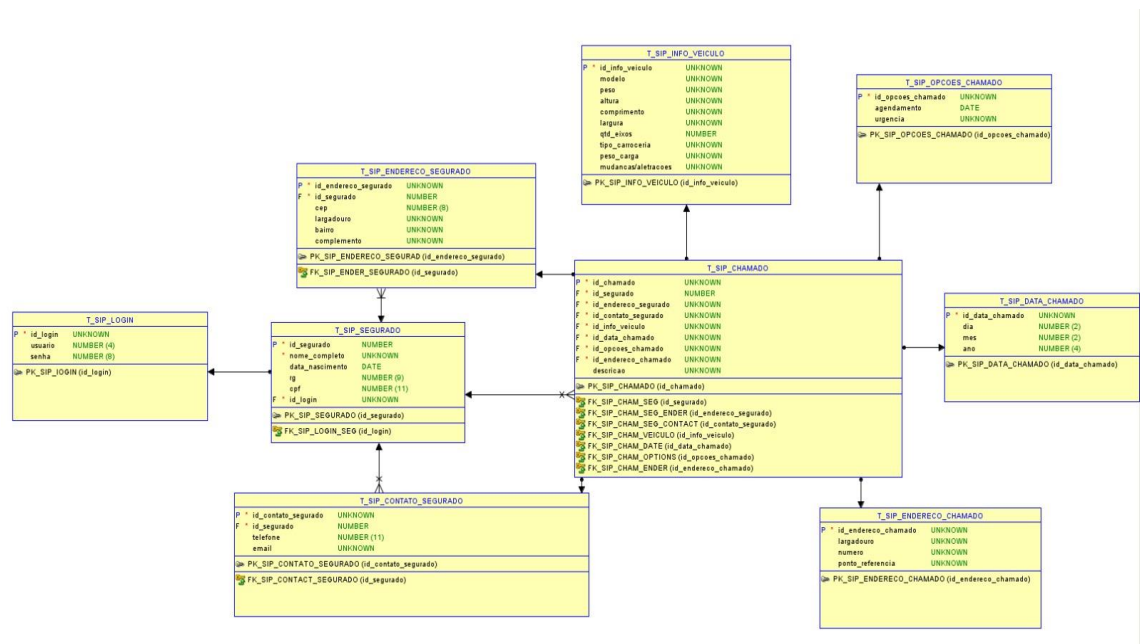 T_SIP_INFO_VEICULO
P * id_info_veiculo UNKNOWN
modelo UNKNOWN
peso UNKNOWN
altura UNKNOWN
comprimento UNKNOWN
largura UNKNOWN
qtd_eixos NUMBER
tipo_carroceria UNKNOWN
peso_carga UNKNOWN
mudancas/aletracoes UNKNOWN
PK_SIP_INFO_VEICULO (id_info_veiculo)
T_SIP_OPCOES_CHAMADO
P * id_opcoes_chamado UNKNOWN
agendamento DATE
urgencia UNKNOWN
PK_SIP_OPCOES_CHAMADO (id_opcoes_chamado)
T_SIP_ENDERECO_SEGURADO
P * id_endereco_segurado UNKNOWN
F * id_segurado NUMBER
cep NUMBER (8)
largadouro UNKNOWN
bairro UNKNOWN
complemento UNKNOWN
PK_SIP_ENDERECO_SEGURAD (id_endereco_segurado)
FK_SIP_ENDER_SEGURADO (id_segurado)
T_SIP_CHAMADO
P * id_chamado UNKNOWN
F * id_segurado NUMBER
F * id_endereco_segurado UNKNOWN
F * id_contato_segurado UNKNOWN
F * id_info_veiculo UNKNOWN
F * id_data_chamado UNKNOWN
F * id_opcoes_chamado UNKNOWN
F * id_endereco_chamado UNKNOWN
descricao UNKNOWN
PK_SIP_CHAMADO (id_chamado)
FK_SIP_CHAM_SEG (id_segurado)
FK_SIP_CHAM_SEG_ENDER (id_endereco_segurado)
FK_SIP_CHAM_SEG_CONTACT (id_contato_segurado)
FK_SIP_CHAM_VEICULO (id_info_veiculo)
FK_SIP_CHAM_DATE (id_data_chamado)
FK_SIP_CHAM_OPTIONS (id_opcoes_chamado)
FK_SIP_CHAM_ENDER (id_endereco_chamado)
T_SIP_DATA_CHAMADO
P * id_data_chamado UNKNOWN
dia NUMBER (2)
mes NUMBER (2)
ano NUMBER (4)
PK_SIP_DATA_CHAMADO (id_data_chamado)
T_SIP_LOGIN
P * id_login UNKNOWN
usuario NUMBER (4)
senha NUMBER (8)
PK_SIP_lOGIN (id_login)
T_SIP_SEGURADO
P * id_segurado NUMBER
* nome_completo UNKNOWN
data_nascimento DATE
rg NUMBER (9)
cpf NUMBER (11)
F * id_login UNKNOWN
PK_SIP_SEGURADO (id_segurado)
FK_SIP_LOGIN_SEG (id_login)
T_SIP_CONTATO_SEGURADO
P * id_contato_segurado UNKNOWN
F * id_segurado NUMBER
telefone NUMBER (11)
email UNKNOWN
PK_SIP_CONTATO_SEGURADO (id_contato_segurado)
FK_SIP_CONTACT_SEGURADO (id_segurado)
T_SIP_ENDERECO_CHAMADO
P * id_endereco_chamado UNKNOWN
largadouro UNKNOWN
numero UNKNOWN
ponto_referencia UNKNOWN
PK_SIP_ENDERECO_CHAMADO (id_endereco_chamado)